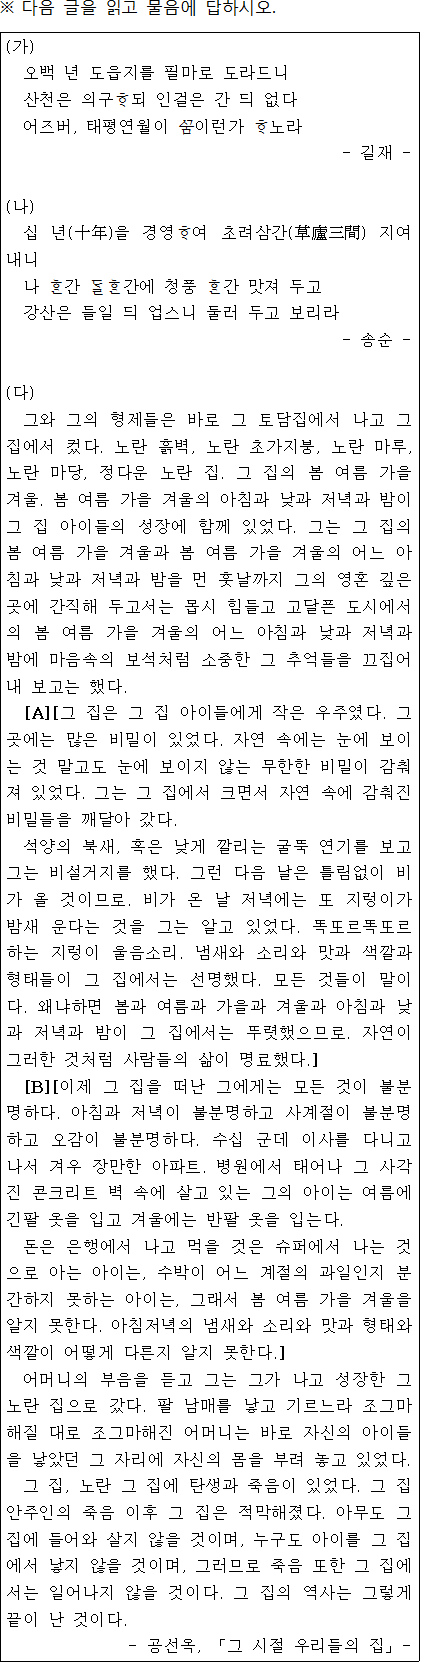 ※ 다음 글을 읽고 물음에 답하시오.
(가)
오백 년 도읍지를 필마로 도라드니
산천은 의구ᄒᆞ되 인걸은 간 듸 없다
어즈버, 태평연월이 ᄭᅮᆷ이런가 ᄒᆞ노라
- 길재 -
(나)
십 년(十年)을 경영ᄒᆞ여 초려삼간(草廬三間) 지여
내니
나 ᄒᆞᆫ간 ᄃᆞᆯ ᄒᆞᆫ간에 청풍 ᄒᆞᆫ간 맛져 두고
강산은 들일 듸 업스니 둘러 두고 보리라
- 송순 -
(다)
그와 그의 형제들은 바로 그 토담집에서 나고 그
집에서 컸다. 노란 흙벽, 노란 초가지붕, 노란 마루,
노란 마당, 정다운 노란 집. 그 집의 봄 여름 가을
겨울. 봄 여름 가을 겨울의 아침과 낮과 저녁과 밤이
그 집 아이들의 성장에 함께 있었다. 그는 그 집의
봄 여름 가을 겨울과 봄 여름 가을 겨울의 어느 아
침과 낮과 저녁과 밤을 먼 훗날까지 그의 영혼 깊은
곳에 간직해 두고서는 몹시 힘들고 고달픈 도시에서
의 봄 여름 가을 겨울의 어느 아침과 낮과 저녁과
밤에 마음속의 보석처럼 소중한 그 추억들을 끄집어
내 보고는 했다.
[A][그 집은 그 집 아이들에게 작은 우주였다. 그
곳에는 많은 비밀이 있었다. 자연 속에는 눈에 보이
는 것 말고도 눈에 보이지 않는 무한한 비밀이 감춰
져 있었다. 그는 그 집에서 크면서 자연 속에 감춰진
비밀들을 깨달아 갔다.
석양의 북새, 혹은 낮게 깔리는 굴뚝 연기를 보고
그는 비설거지를 했다. 그런 다음 날은 틀림없이 비
가 올 것이므로. 비가 온 날 저녁에는 또 지렁이가
밤새 운다는 것을 그는 알고 있었다. 똑또르똑또르
하는 지렁이 울음소리. 냄새와 소리와 맛과 색깔과
형태들이 그 집에서는 선명했다. 모든 것들이 말이
다. 왜냐하면 봄과 여름과 가을과 겨울과 아침과 낮
과 저녁과 밤이 그 집에서는 뚜렷했으므로. 자연이
그러한 것처럼 사람들의 삶이 명료했다.]
[B][이제 그 집을 떠난 그에게는 모든 것이 불분
명하다. 아침과 저녁이 불분명하고 사계절이 불분명
하고 오감이 불분명하다. 수십 군데 이사를 다니고
나서 겨우 장만한 아파트. 병원에서 태어나 그 사각
진 콘크리트 벽 속에 살고 있는 그의 아이는 여름에
긴팔 옷을 입고 겨울에는 반팔 옷을 입는다.
돈은 은행에서 나고 먹을 것은 슈퍼에서 나는 것
으로 아는 아이는, 수박이 어느 계절의 과일인지 분
간하지 못하는 아이는, 그래서 봄 여름 가을 겨울을
알지 못한다. 아침저녁의 냄새와 소리와 맛과 형태와
색깔이 어떻게 다른지 알지 못한다.]
어머니의 부음을 듣고 그는 그가 나고 성장한 그
노란 집으로 갔다. 팔 남매를 낳고 기르느라 조그마
해질 대로 조그마해진 어머니는 바로 자신의 아이들
을 낳았던 그 자리에 자신의 몸을 부려 놓고 있었다.
그 집, 노란 그 집에 탄생과 죽음이 있었다. 그 집
안주인의 죽음 이후 그 집은 적막해졌다. 아무도 그
집에 들어와 살지 않을 것이며, 누구도 아이를 그 집
에서 낳지 않을 것이며, 그러므로 죽음 또한 그 집에
서는 일어나지 않을 것이다. 그 집의 역사는 그렇게
끝이 난 것이다.
- 공선옥, 「그 시절 우리들의 집」-